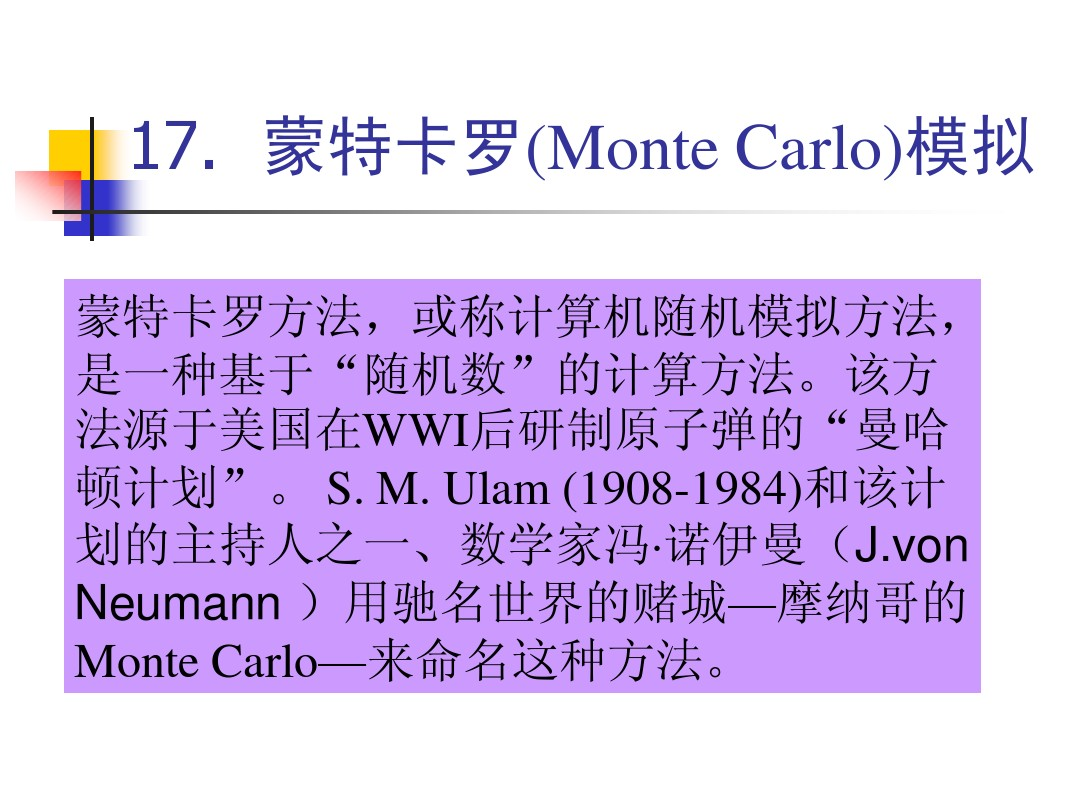 17. 蒙特卡罗(Monte Carlo)模拟
蒙特卡罗方法，或称计算机随机模拟方法，
是一种基于“随机数”的计算方法。该方
法源于美国在WWI后研制原子弹的“曼哈
顿计划”。 S. M. Ulam (1908-1984)和该计
划的主持人之一、数学家冯·诺伊曼（J.von
Neumann ）用驰名世界的赌城—摩纳哥的
Monte Carlo—来命名这种方法。